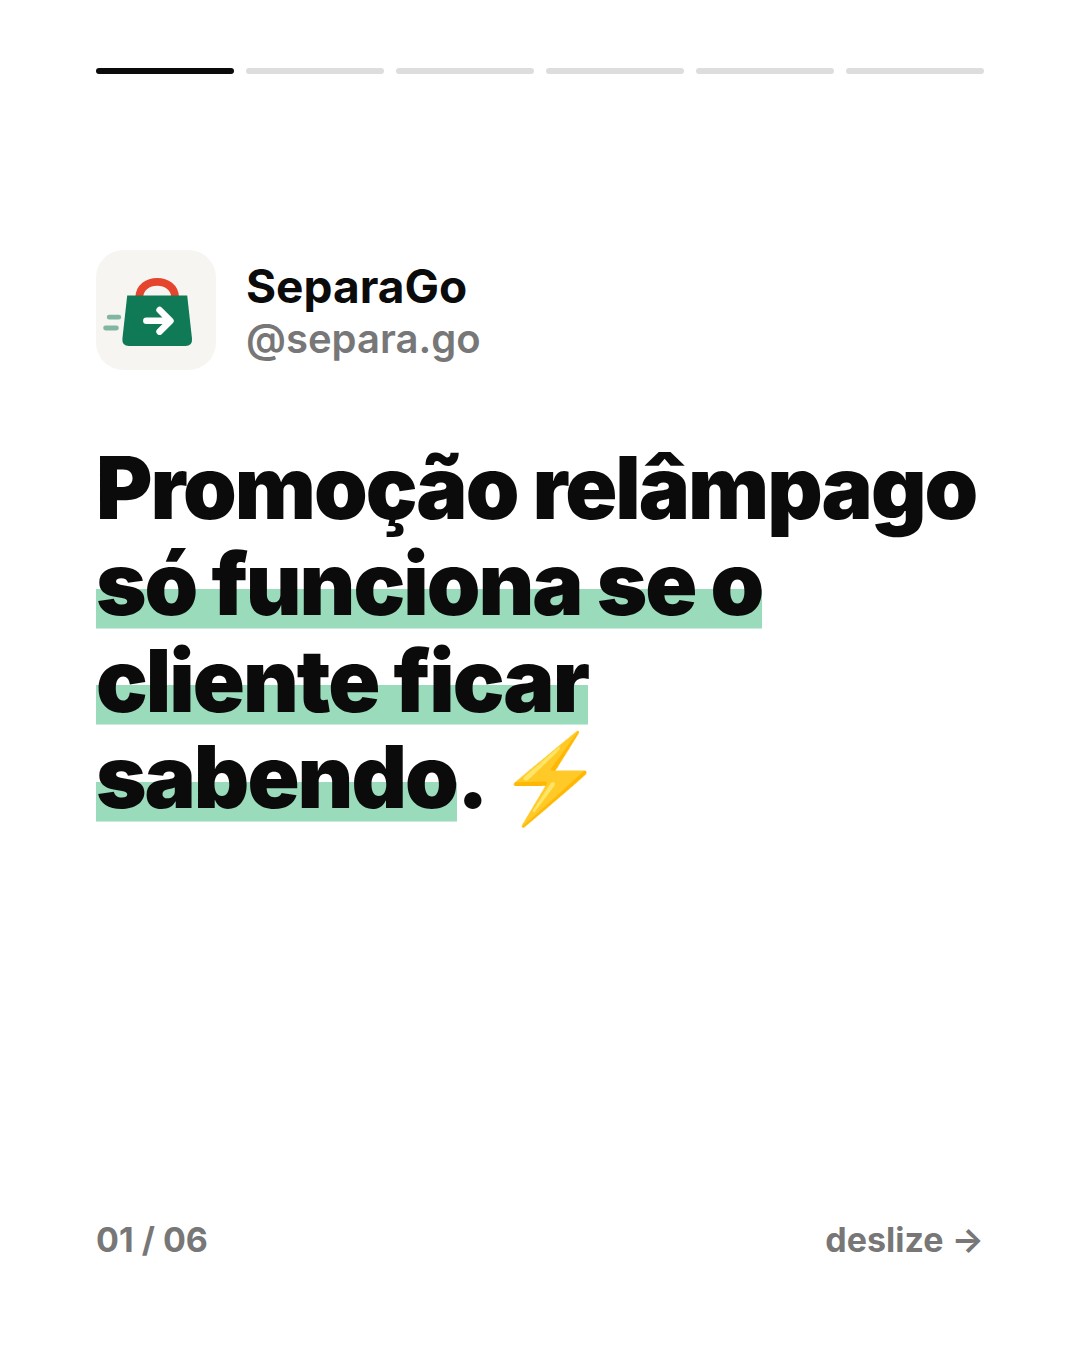 SeparaGo
@separa.go
Promoção relâmpago
só funciona se o
cliente ficar
sabendo. ⚡
01 / 06
deslize →